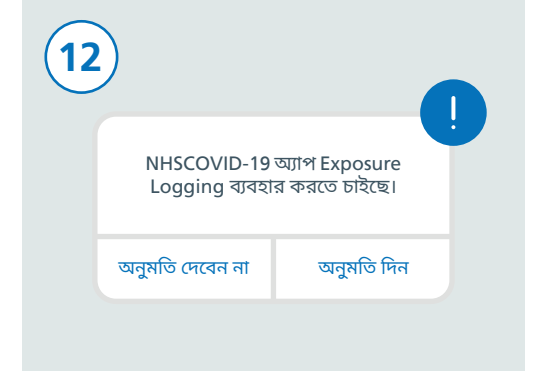 12
!
NHSCOVID-19 অ্যাপ Exposure
Logging ব্যবহার করতে চাইছে।
অনুমতি দেবেন না
অনুমতি দিন